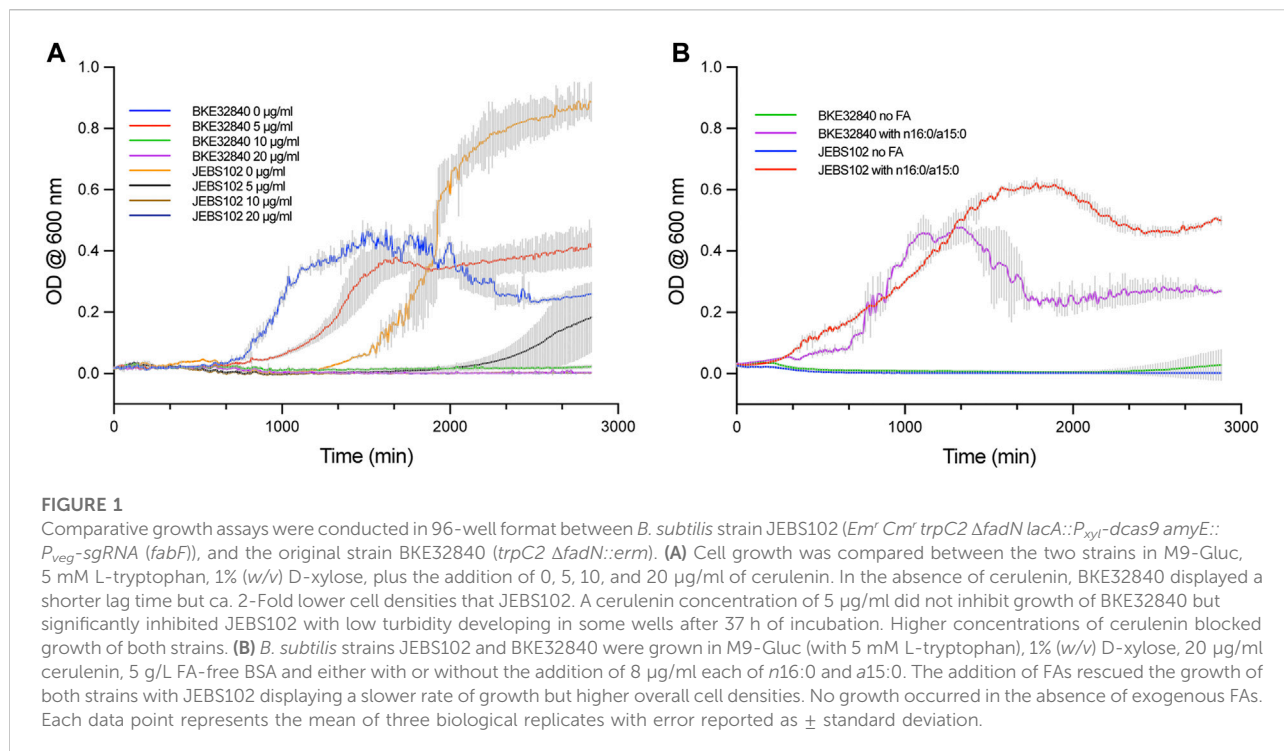 A
B
1.0
0.8
0.6
0.4
0.2
0.0
OD @ 600 nm
BKE32840 0 µg/ml
BKE32840 5 µg/ml
BKE32840 10 µg/ml
BKE32840 20 µg/ml
JEBS102 0 µg/ml
JEBS102 5 µg/ml
JEBS102 10 µg/ml
JEBS102 20 µg/ml
0 1000 2000 3000
Time (min)
1.0
0.8
0.6
0.4
0.2
0.0
OD @ 600 nm
BKE32840 no FA
BKE32840 with n16:0/a15:0
JEBS102 no FA
JEBS102 with n16:0/a15:0
0 1000 2000 3000
Time (min)
FIGURE 1
Comparative growth assays were conducted in 96-well format between B. subtilis strain JEBS102 (Emʳ Cmʳ trpC2 ΔfadN lacA::Pxyl-dcas9 amyE::
Pveg-sgRNA (fabF)), and the original strain BKE32840 (trpC2 ΔfadN::erm). (A) Cell growth was compared between the two strains in M9-Gluc,
5 mM L-tryptophan, 1% (w/v) D-xylose, plus the addition of 0, 5, 10, and 20 µg/ml of cerulenin. In the absence of cerulenin, BKE32840 displayed a
shorter lag time but ca. 2-Fold lower cell densities that JEBS102. A cerulenin concentration of 5 µg/ml did not inhibit growth of BKE32840 but
significantly inhibited JEBS102 with low turbidity developing in some wells after 37 h of incubation. Higher concentrations of cerulenin blocked
growth of both strains. (B) B. subtilis strains JEBS102 and BKE32840 were grown in M9-Gluc (with 5 mM L-tryptophan), 1% (w/v) D-xylose, 20 µg/ml
cerulenin, 5 g/L FA-free BSA and either with or without the addition of 8 µg/ml each of n16:0 and a15:0. The addition of FAs rescued the growth of
both strains with JEBS102 displaying a slower rate of growth but higher overall cell densities. No growth occurred in the absence of exogenous FAs.
Each data point represents the mean of three biological replicates with error reported as ± standard deviation.